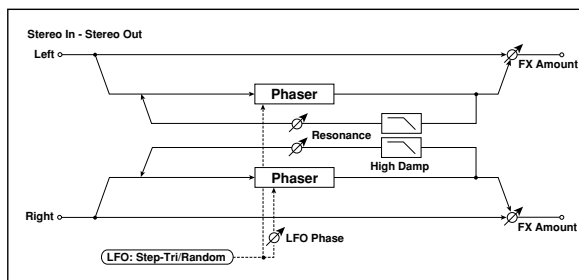 Stereo In - Stereo Out
Left
FX Amount
Phaser
Resonance
High Damp
Phaser
Right
FX Amount
LFO Phase
LFO: Step-Tri/Random